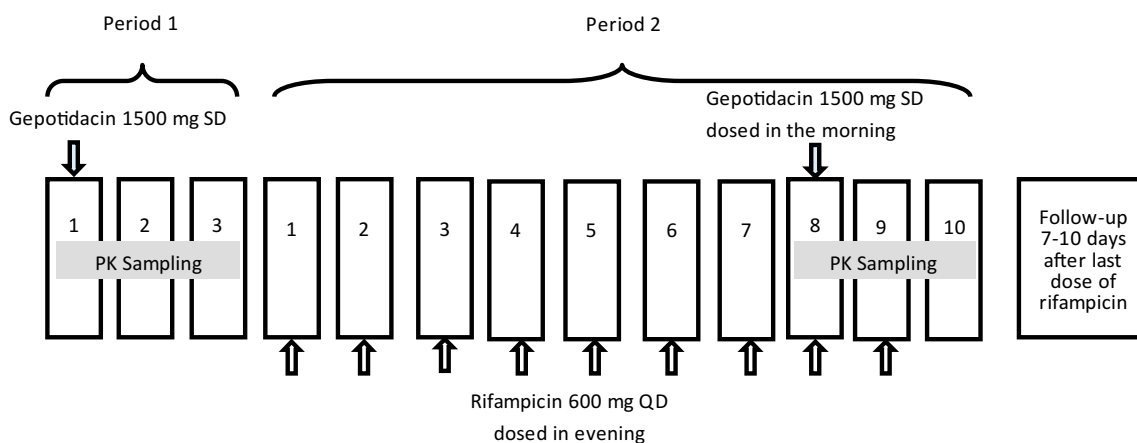 Period 1
Period 2
Gepotidacin 1500 mg SD
Gepotidacin 1500 mg SD
dosed in the morning
1
2
3
1
2
3
4
5
6
7
8
9
10
PK Sampling
PK Sampling
Follow-up
7-10 days
after last
dose of
rifampicin
Rifampicin 600 mg QD
dosed in evening